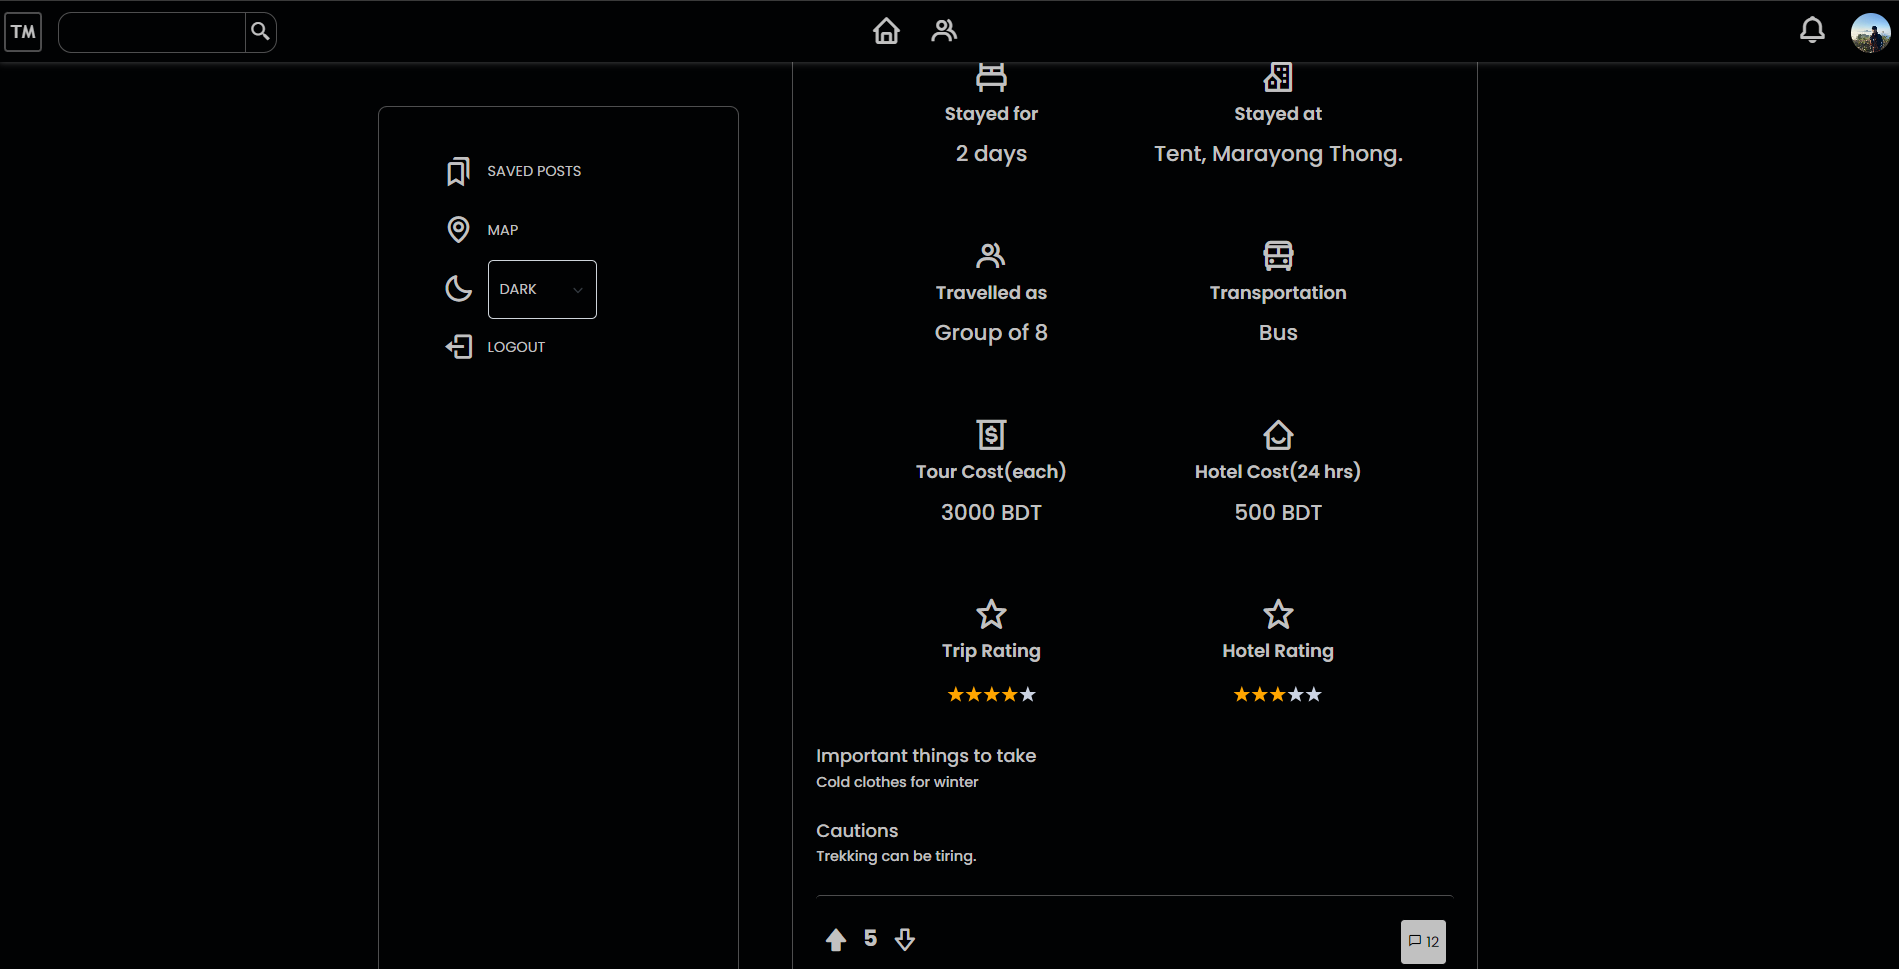 TM
SAVED POSTS
MAP
DARK
LOGOUT
Stayed for
2 days
Stayed at
Tent, Marayong Thong.
Travelled as
Group of 8
Transportation
Bus
Tour Cost(each)
3000 BDT
Hotel Cost(24 hrs)
500 BDT
Trip Rating
Hotel Rating
Important things to take
Cold clothes for winter
Cautions
Trekking can be tiring.
5
12